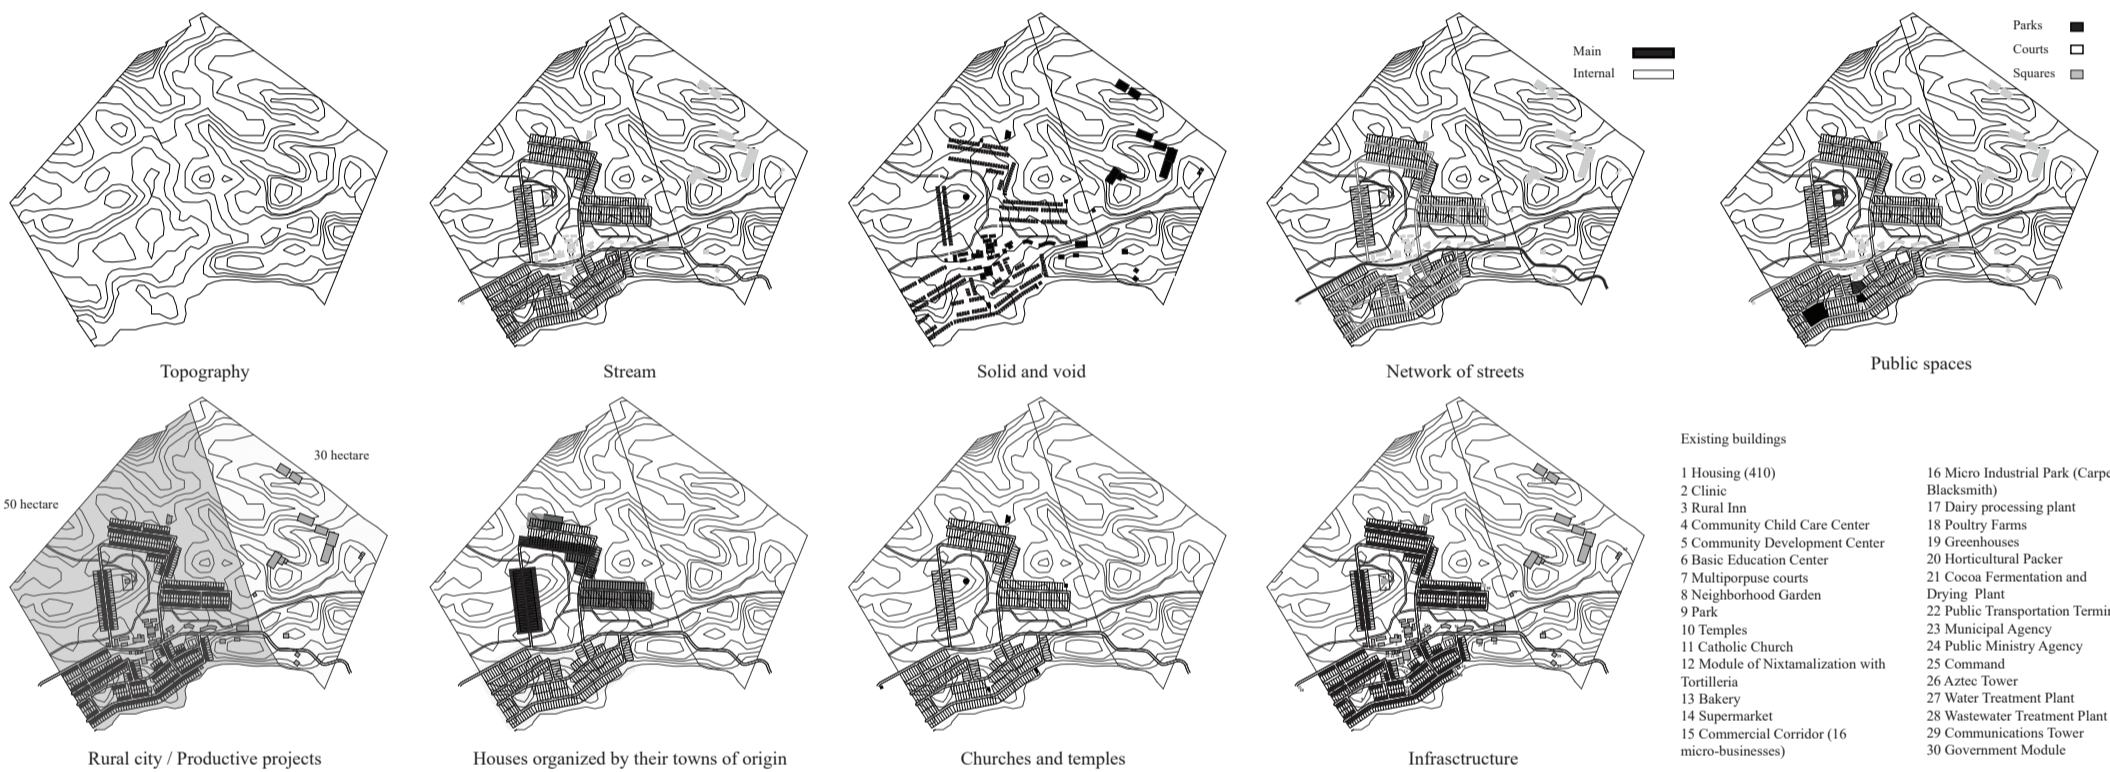 Main
Internal
Parks
Courts
Squares
Topography
Stream
Solid and void
Network of streets
Public spaces
50 hectare
30 hectare
Rural city / Productive projects
Houses organized by their towns of origin
Churches and temples
Infrasctructure
Existing buildings
1 Housing (410)
2 Clinic
3 Rural Inn
4 Community Child Care Center
5 Community Development Center
6 Basic Education Center
7 Multiporpuse courts
8 Neighborhood Garden
9 Park
10 Temples
11 Catholic Church
12 Module of Nixtamalization with
Tortilleria
13 Bakery
14 Supermarket
15 Commercial Corridor (16
micro-businesses)
16 Micro Industrial Park (Carpe
Blacksmith)
17 Dairy processing plant
18 Poultry Farms
19 Greenhouses
20 Horticultural Packer
21 Cocoa Fermentation and
Drying Plant
22 Public Transportation Termin
23 Municipal Agency
24 Public Ministry Agency
25 Command
26 Aztec Tower
27 Water Treatment Plant
28 Wastewater Treatment Plant
29 Communications Tower
30 Government Module